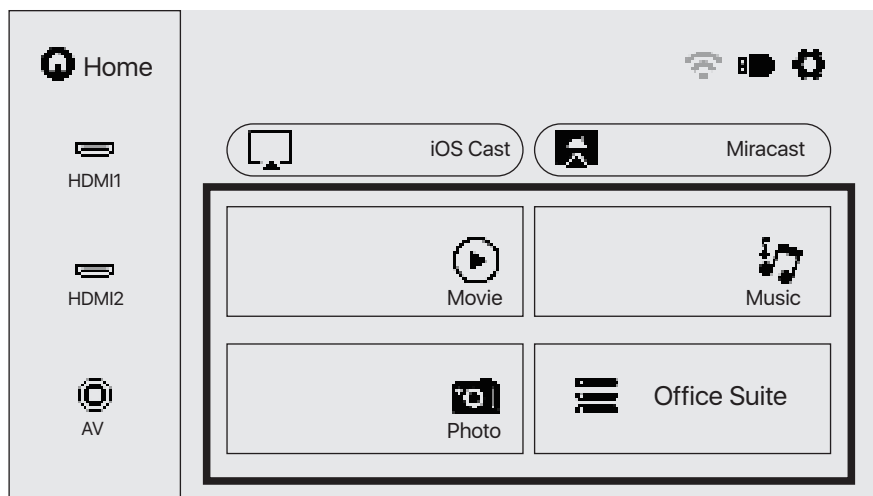 Home
HDMI1
HDMI2
AV
iOS Cast
Miracast
Movie
Music
Photo
Office Suite